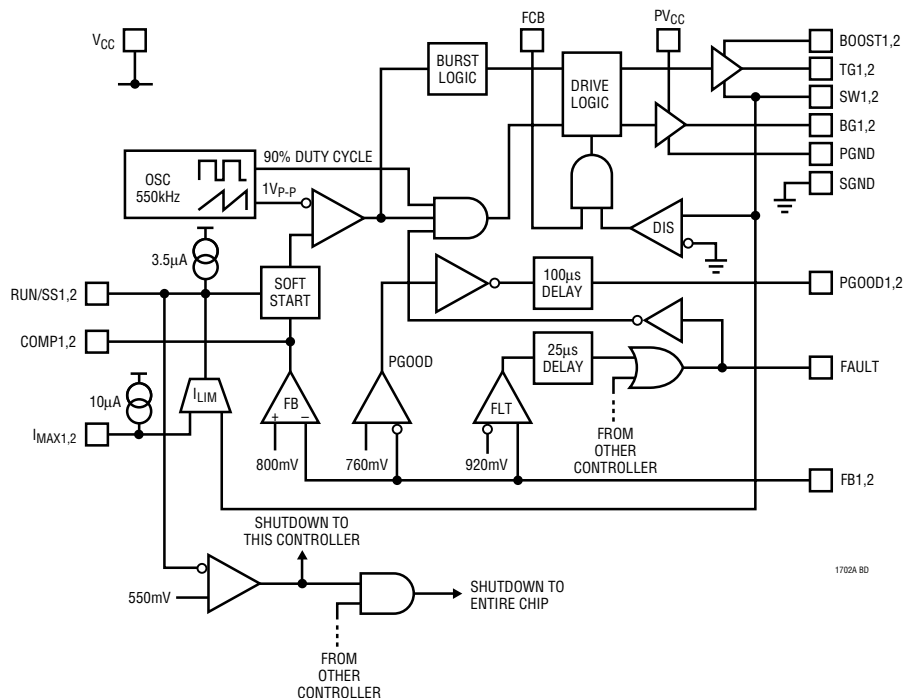 V_CC
FCB
PV_CC
BOOST1,2
TG1,2
SW1,2
BG1,2
PGND
SGND
BURST
LOGIC
DRIVE
LOGIC
90% DUTY CYCLE
OSC
550kHz
1V_P-P
DIS
3.5µA
RUN/SS1,2
SOFT
START
100µs
DELAY
PGOOD1,2
COMP1,2
PGOOD
25µs
DELAY
FAULT
10µA
I_LIM
FB
+
–
FLT
I_MAX1,2
800mV
760mV
920mV
FROM
OTHER
CONTROLLER
FB1,2
SHUTDOWN TO
THIS CONTROLLER
1702A BD
550mV
SHUTDOWN TO
ENTIRE CHIP
FROM
OTHER
CONTROLLER